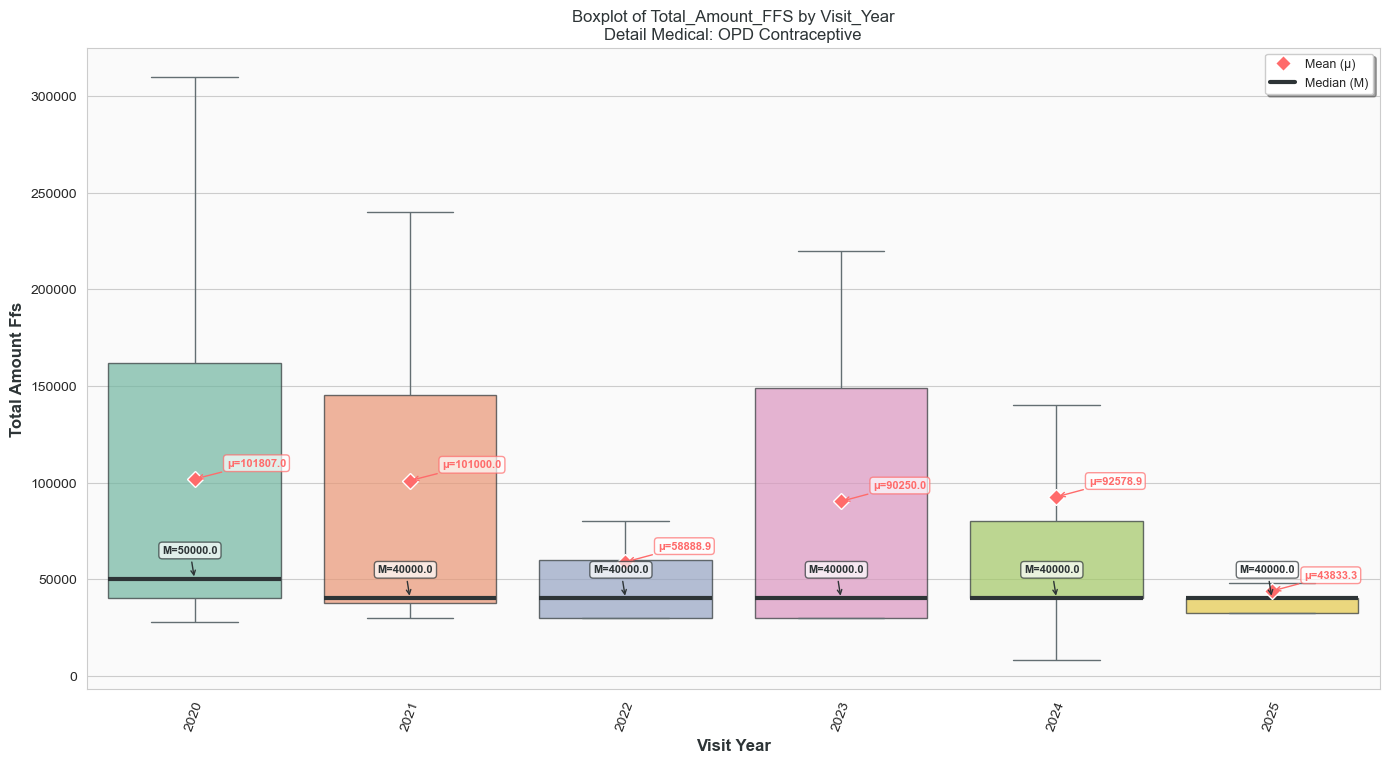 Boxplot of Total_Amount_FFS by Visit_Year
Detail Medical: OPD Contraceptive
Mean (μ)
Median (M)
Total Amount Ffs
300000
250000
200000
150000
100000
50000
0
μ=101807.0
M=50000.0
μ=101000.0
M=40000.0
μ=58888.9
M=40000.0
μ=90250.0
M=40000.0
μ=92578.9
M=40000.0
M=40000.0
μ=43833.3
2020
2021
2022
2023
2024
2025
Visit Year